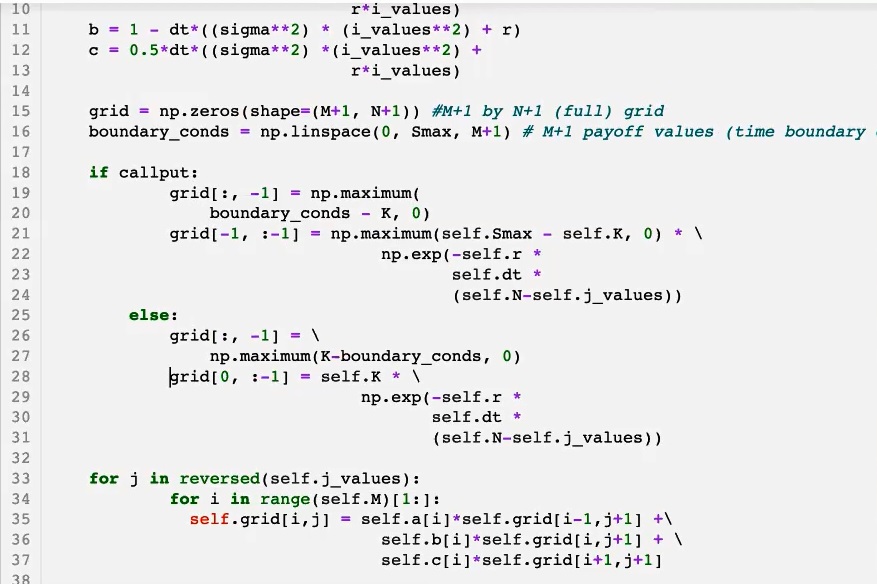 10 r*i_values)
11 b = 1 - dt*((sigma**2) * (i_values**2) + r)
12 c = 0.5*dt*((sigma**2) *(i_values**2) +
13 r*i_values)
14
15 grid = np.zeros(shape=(M+1, N+1)) #M+1 by N+1 (full) grid
16 boundary_conds = np.linspace(0, Smax, M+1) # M+1 payoff values (time boundary
17
18 if callput:
19 grid[:, -1] = np.maximum(
20 boundary_conds - K, 0)
21 grid[-1, :-1] = np.maximum(self.Smax - self.K, 0) * \
22 np.exp(-self.r *
23 self.dt *
24 (self.N-self.j_values))
25 else:
26 grid[:, -1] = \
27 np.maximum(K-boundary_conds, 0)
28 grid[0, :-1] = self.K * \
29 np.exp(-self.r *
30 self.dt *
31 (self.N-self.j_values))
32
33 for j in reversed(self.j_values):
34 for i in range(self.M)[1:]:
35 self.grid[i,j] = self.a[i]*self.grid[i-1,j+1] +\
36 self.b[i]*self.grid[i,j+1] + \
37 self.c[i]*self.grid[i+1,j+1]
38